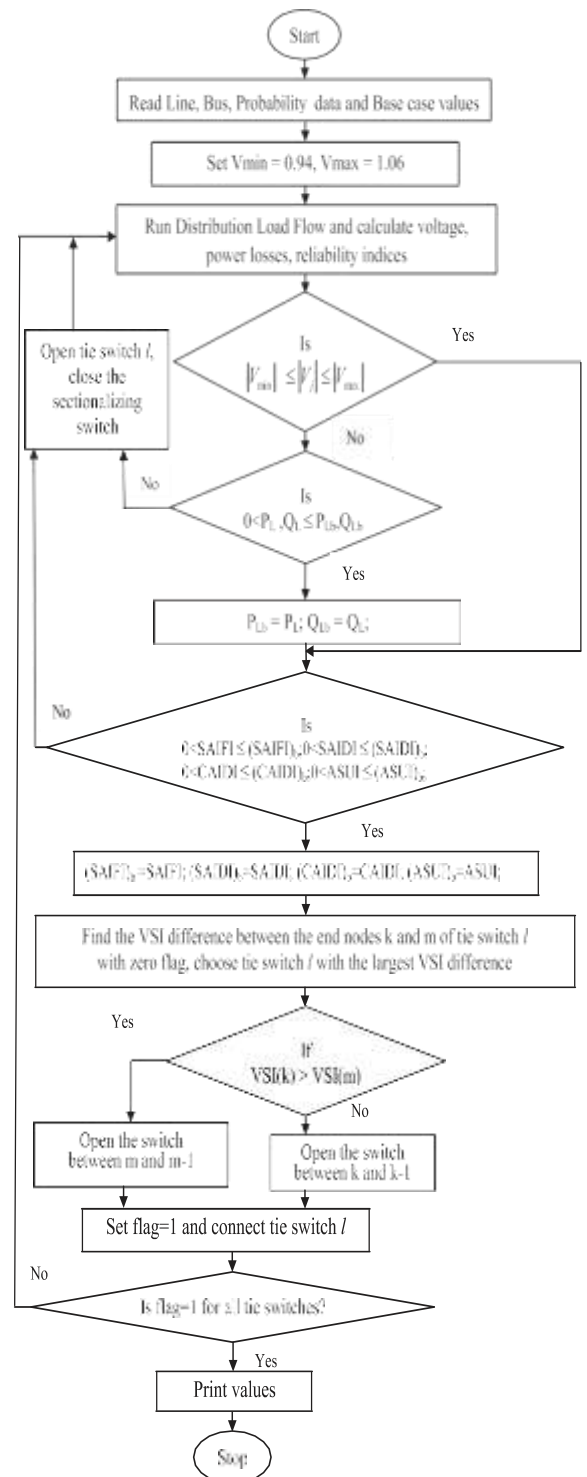 Start
Read Line, Bus, Probability data and Base case values
Set Vmin = 0.94, Vmax = 1.06
Run Distribution Load Flow and calculate voltage,
power losses, reliability indices
Is
|Vmin| ≤|Vi|≤|Vmax|
Yes
No
Open tie switch l,
close the
sectionalizing
switch
Is
0<PL ,QL ≤ PLb,QLb
No
Yes
PLb = PL; QLb = QL;
Is
0<SAIFI ≤ (SAIFI)b;0<SAIDI ≤ (SAIDI)b;
0<CAIDI ≤ (CAIDI)b;0<ASUI ≤ (ASUI)b;
No
Yes
(SAIFI)b=SAIFI; (SAIDI)b=SAIDI; (CAIDI)b=CAIDI, (ASUI)b=ASUI;
Find the VSI difference between the end nodes k and m of tie switch l
with zero flag, choose tie switch l with the largest VSI difference
If
VSI(k) > VSI(m)
Yes
No
Open the switch
between m and m-1
Open the switch
between k and k-1
Set flag=1 and connect tie switch l
Is flag=1 for all tie switches?
No
Yes
Print values
Stop